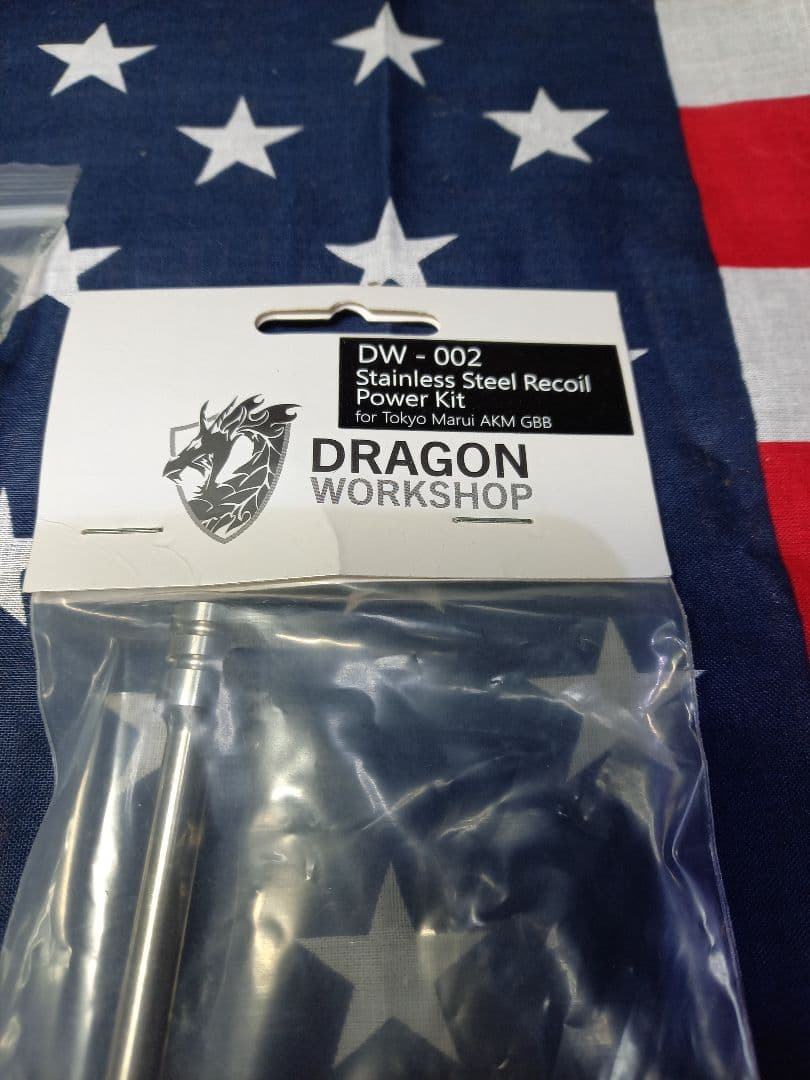 DW - 002
Stainless Steel Recoil
Power Kit
for Tokyo Marui AKM GBB
DRAGON
WORKSHOP